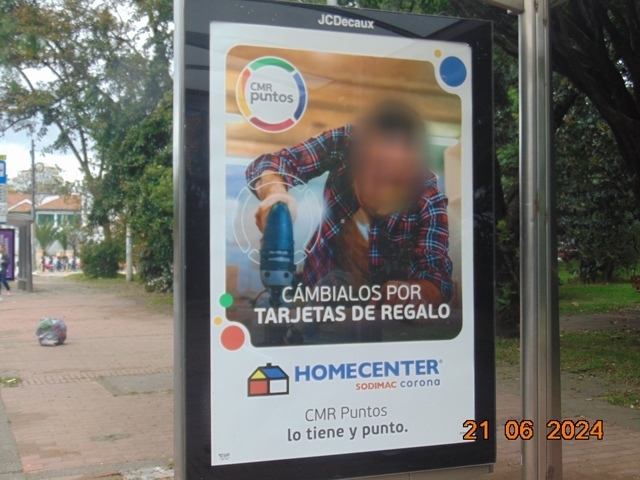 JCDecaux
CMR
puntos
CÁMBIALOS POR
TARJETAS DE REGALO
HOMECENTER
SODIMAC corona
CMR Puntos
lo tiene y punto.
21 06 2024